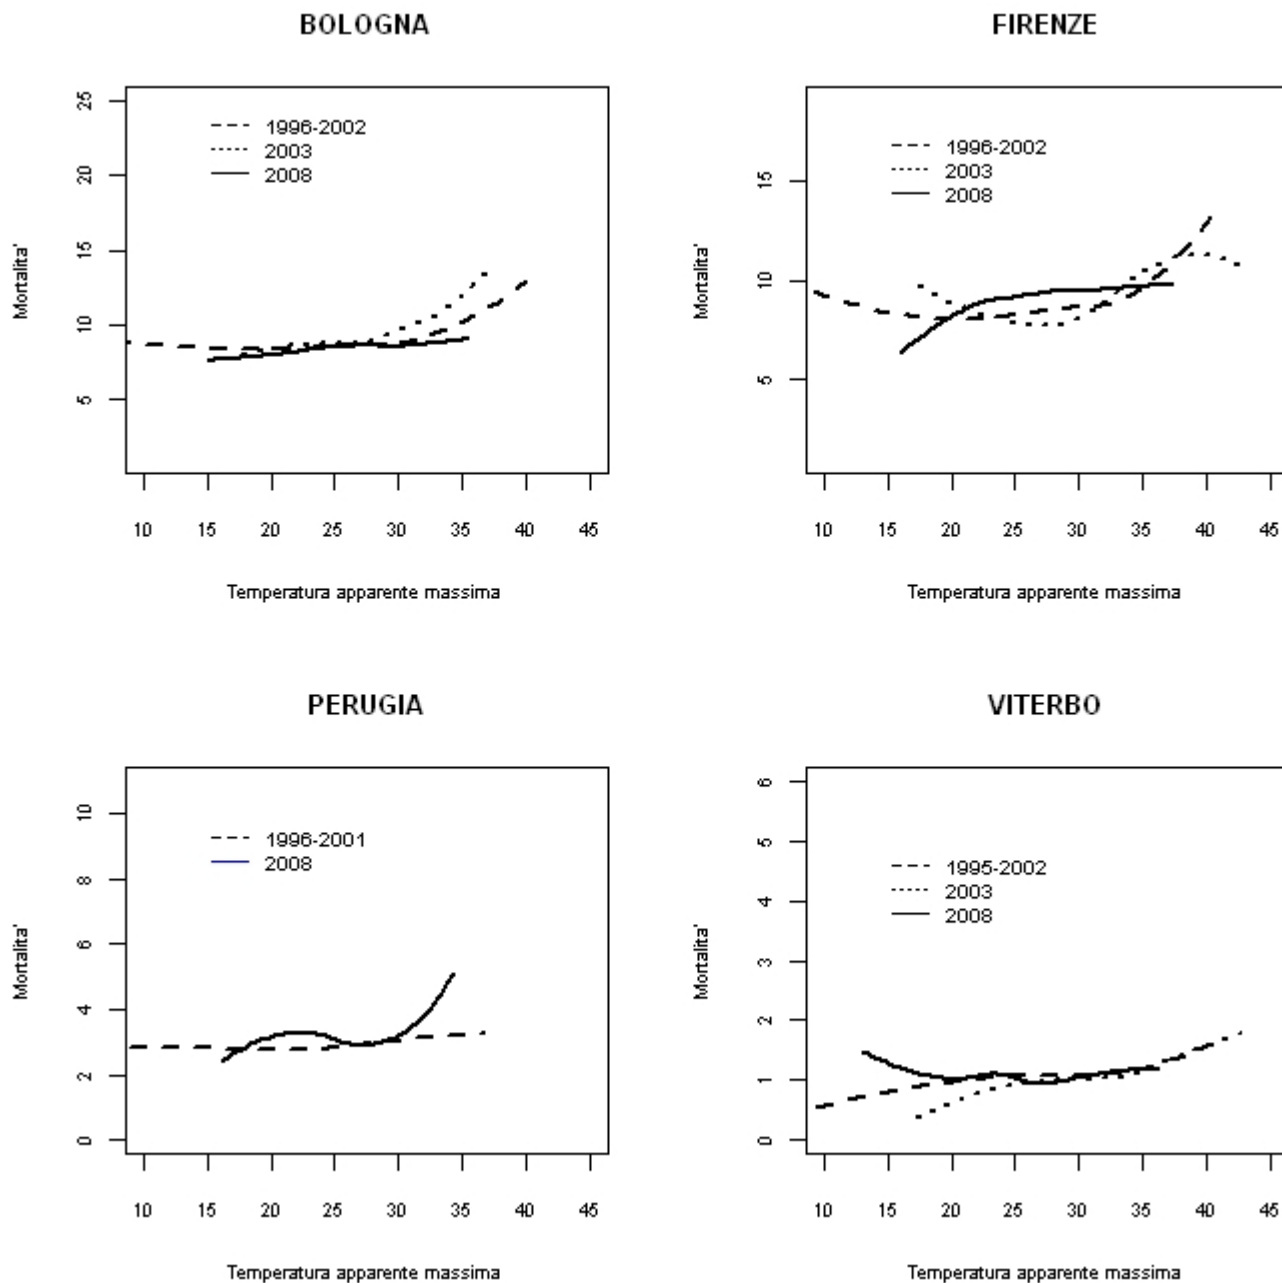 BOLOGNA
25
20
15
10
5
Mortalita'
1996-2002
2003
2008
10 15 20 25 30 35 40 45
Temperatura apparente massima
FIRENZE
15
10
5
Mortalita'
1996-2002
2003
2008
10 15 20 25 30 35 40 45
Temperatura apparente massima
PERUGIA
10
8
6
4
2
0
Mortalita'
1996-2001
2008
10 15 20 25 30 35 40 45
Temperatura apparente massima
VITERBO
6
5
4
3
2
1
0
Mortalita'
1995-2002
2003
2008
10 15 20 25 30 35 40 45
Temperatura apparente massima